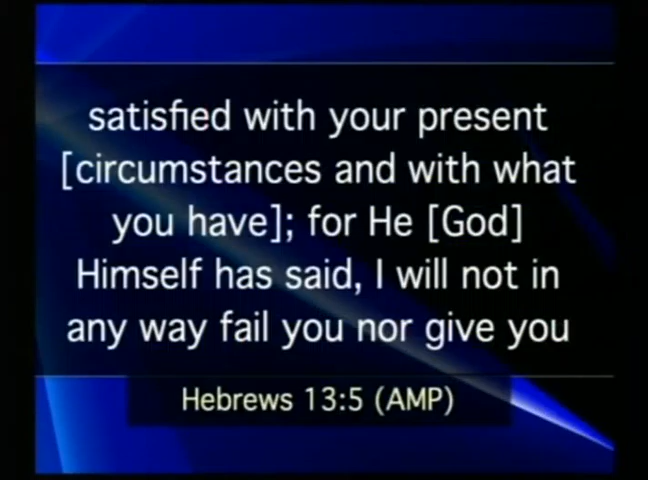 satisfied with your present
[circumstances and with what
you have]; for He [God]
Himself has said, I will not in
any way fail you nor give you
Hebrews 13:5 (AMP)